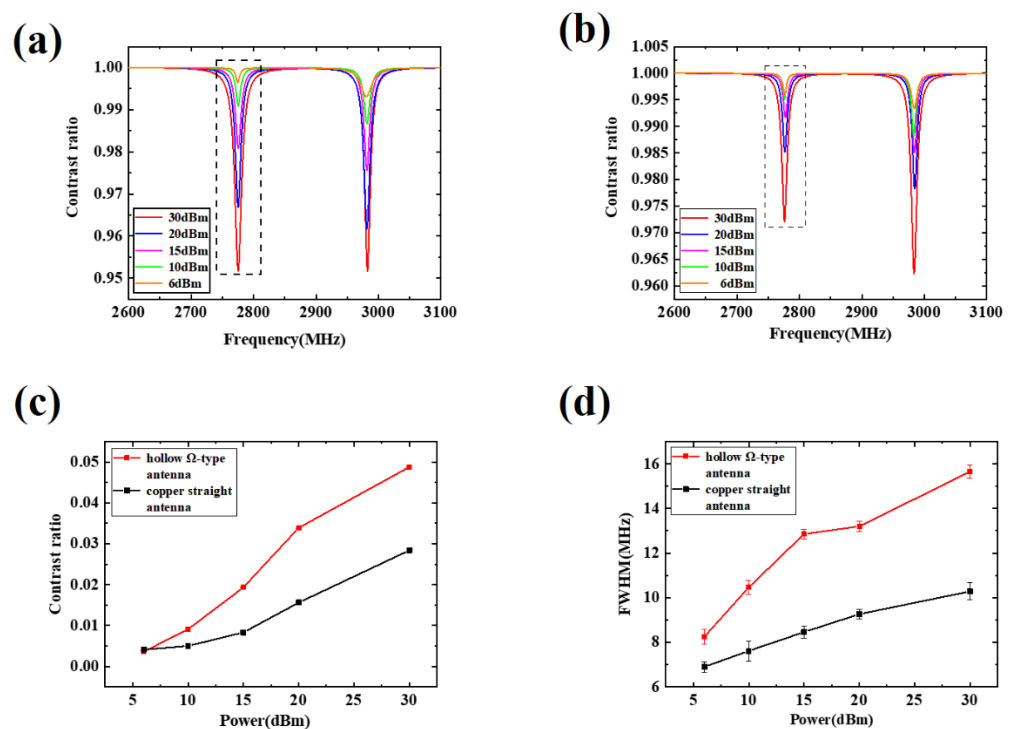 (a)
1.00
0.99
0.98
0.97
0.96
0.95
Contrast ratio
30dBm
20dBm
15dBm
10dBm
6dBm
2600 2700 2800 2900 3000 3100
Frequency(MHz)
(b)
1.005
1.000
0.995
0.990
0.985
0.980
0.975
0.970
0.965
0.960
Contrast ratio
30dBm
20dBm
15dBm
10dBm
6dBm
2600 2700 2800 2900 3000 3100
Frequency(MHz)
(c)
0.05
0.04
0.03
0.02
0.01
0.00
Contrast ratio
hollow Ω-type
antenna
copper straight
antenna
5 10 15 20 25 30
Power(dBm)
(d)
16
14
12
10
8
6
FWHM(MHz)
hollow Ω-type
antenna
copper straight
antenna
5 10 15 20 25 30
Power(dBm)